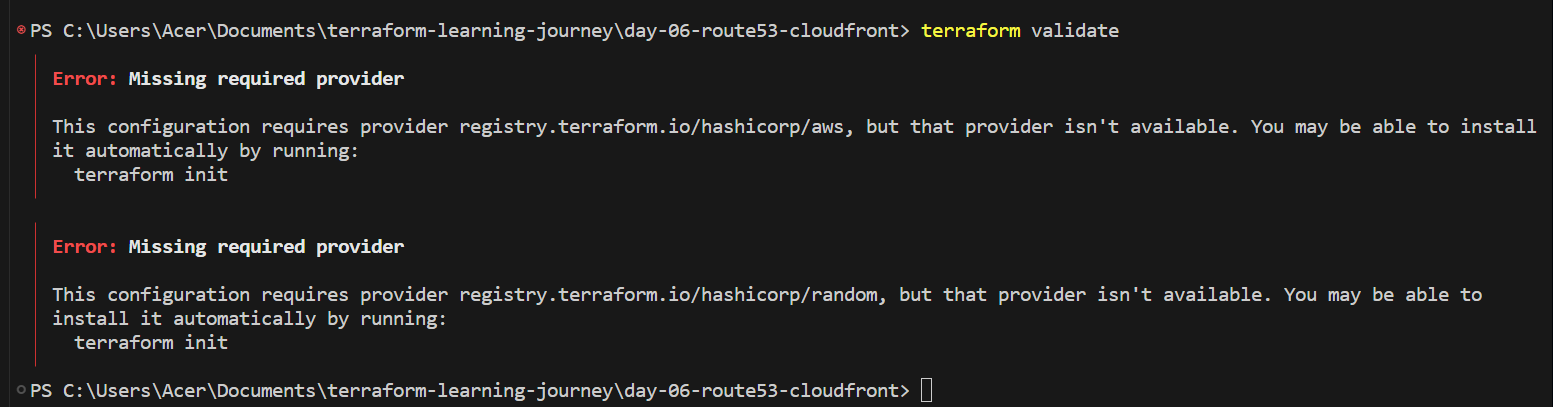 PS C:\Users\Acer\Documents\terraform-learning-journey\day-06-route53-cloudfront> terraform validate
Error: Missing required provider
This configuration requires provider registry.terraform.io/hashicorp/aws, but that provider isn't available. You may be able to install
it automatically by running:
  terraform init
Error: Missing required provider
This configuration requires provider registry.terraform.io/hashicorp/random, but that provider isn't available. You may be able to
install it automatically by running:
  terraform init
PS C:\Users\Acer\Documents\terraform-learning-journey\day-06-route53-cloudfront>